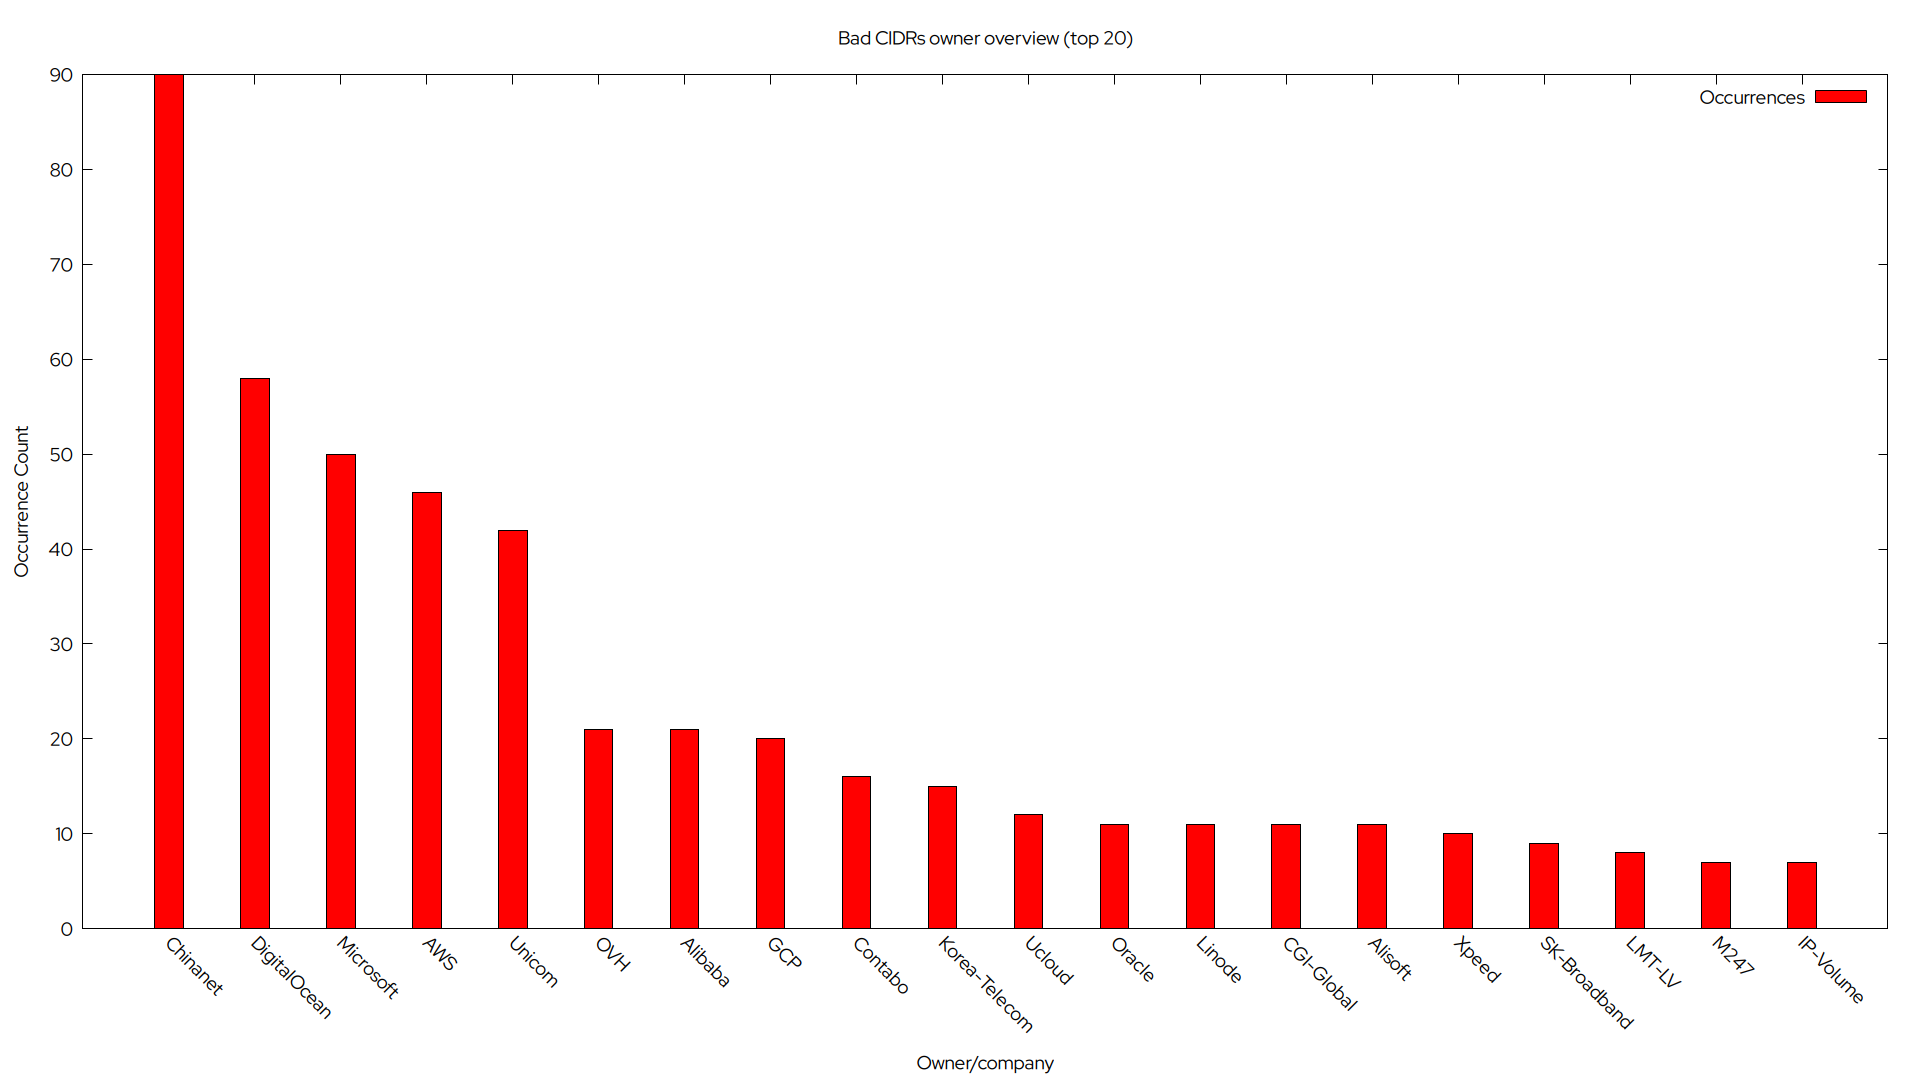 Bad CIDRs owner overview (top 20)
Occurrences
Occurrence Count
90
80
70
60
50
40
30
20
10
0
Chinanet
DigitalOcean
Microsoft
AWS
Unicom
OVH
Alibaba
GCP
Contabo
Korea-Telecom
Ucloud
Oracle
Linode
CGI-Global
Alisoft
Xpeed
SK-Broadband
LMT-LV
M247
IP-Volume
Owner/company